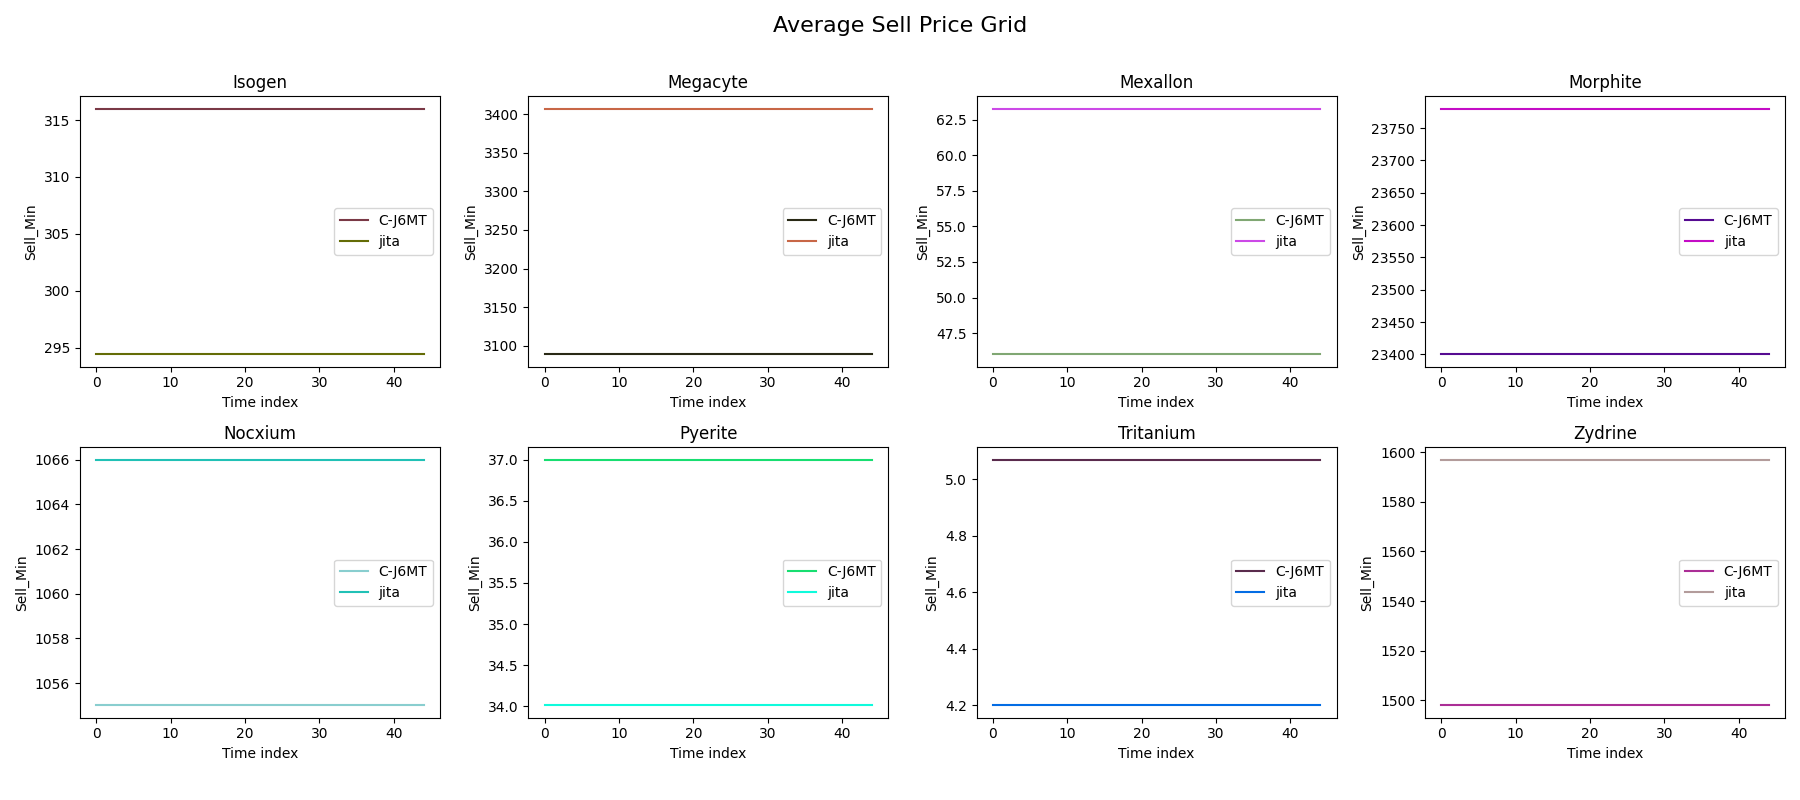 Average Sell Price Grid
Isogen
315
310
305
300
295
Sell_Min
C-J6MT
jita
0 10 20 30 40
Time index
Megacyte
3400
3350
3300
3250
3200
3150
3100
Sell_Min
C-J6MT
jita
0 10 20 30 40
Time index
Mexallon
62.5
60.0
57.5
55.0
52.5
50.0
47.5
Sell_Min
C-J6MT
jita
0 10 20 30 40
Time index
Morphite
23750
23700
23650
23600
23550
23500
23450
23400
Sell_Min
C-J6MT
jita
0 10 20 30 40
Time index
Nocxium
1066
1064
1062
1060
1058
1056
Sell_Min
C-J6MT
jita
0 10 20 30 40
Time index
Pyerite
37.0
36.5
36.0
35.5
35.0
34.5
34.0
Sell_Min
C-J6MT
jita
0 10 20 30 40
Time index
Tritanium
5.0
4.8
4.6
4.4
4.2
Sell_Min
C-J6MT
jita
0 10 20 30 40
Time index
Zydrine
1600
1580
1560
1540
1520
1500
Sell_Min
C-J6MT
jita
0 10 20 30 40
Time index